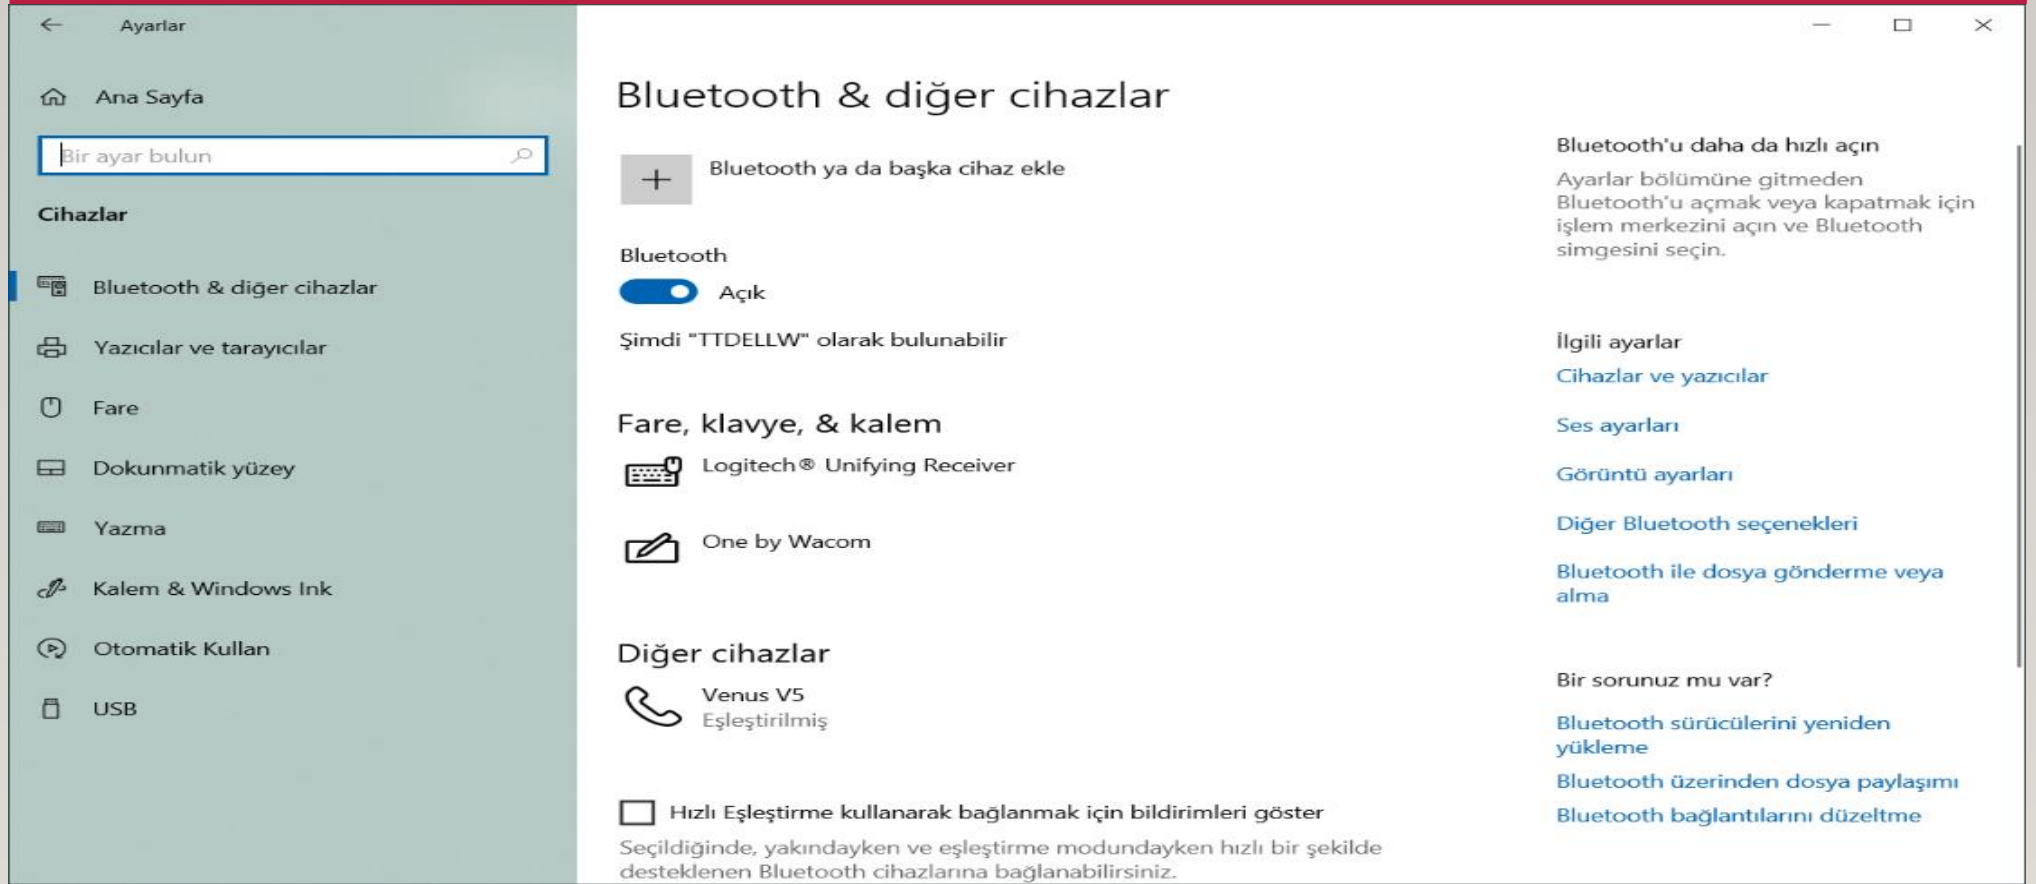 Ayarlar
Ana Sayfa
Bir ayar bulun
Cihazlar
Bluetooth & diğer cihazlar
Yazıcılar ve tarayıcılar
Fare
Dokunmatik yüzey
Yazma
Kalem & Windows Ink
Otomatik Kullan
USB
Bluetooth & diğer cihazlar
Bluetooth ya da başka cihaz ekle
Bluetooth
Açık
Şimdi "TTDELLW" olarak bulunabilir
Fare, klavye, & kalem
Logitech® Unifying Receiver
One by Wacom
Diğer cihazlar
Venus V5
Eşleştirilmiş
Hızlı Eşleştirme kullanarak bağlanmak için bildirimleri göster
Seçildiğinde, yakındayken ve eşleştirme modundayken hızlı bir şekilde
desteklenen Bluetooth cihazlarına bağlanabilirsiniz.
Bluetooth'u daha da hızlı açın
Ayarlar bölümüne gitmeden
Bluetooth'u açmak veya kapatmak için
işlem merkezini açın ve Bluetooth
simgesini seçin.
İlgili ayarlar
Cihazlar ve yazıcılar
Ses ayarları
Görüntü ayarları
Diğer Bluetooth seçenekleri
Bluetooth ile dosya gönderme veya
alma
Bir sorunuz mu var?
Bluetooth sürücülerini yeniden
yükleme
Bluetooth üzerinden dosya paylaşımı
Bluetooth bağlantılarını düzeltme